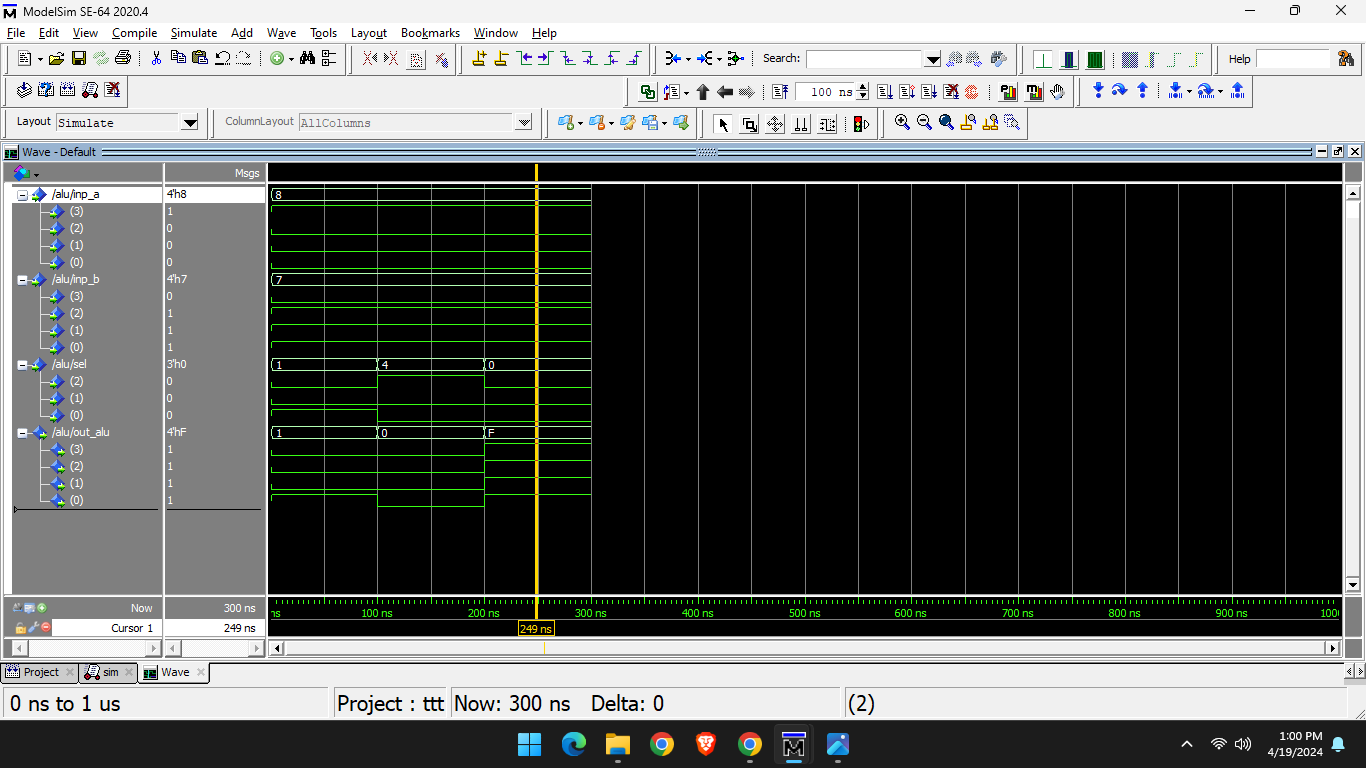 ModelSim SE-64 2020.4
File Edit View Compile Simulate Add Wave Tools Layout Bookmarks Window Help
Search: Help
100 ns
Layout Simulate ColumnLayout AllColumns
Wave - Default
Msgs
/alu/inp_a 4'h8 8
(3) 1
(2) 0
(1) 0
(0) 0
/alu/inp_b 4'h7 7
(3) 0
(2) 1
(1) 1
(0) 1
/alu/sel 3'h0 1 4 0
(2) 0
(1) 0
(0) 0
/alu/out_alu 4'hF 1 0 F
(3) 1
(2) 1
(1) 1
(0) 1
Now 300 ns ns 100 ns 200 ns 300 ns 400 ns 500 ns 600 ns 700 ns 800 ns 900 ns 100
Cursor 1 249 ns 249 ns
Project sim Wave
0 ns to 1 us Project : ttt Now: 300 ns Delta: 0 (2)
1:00 PM
4/19/2024